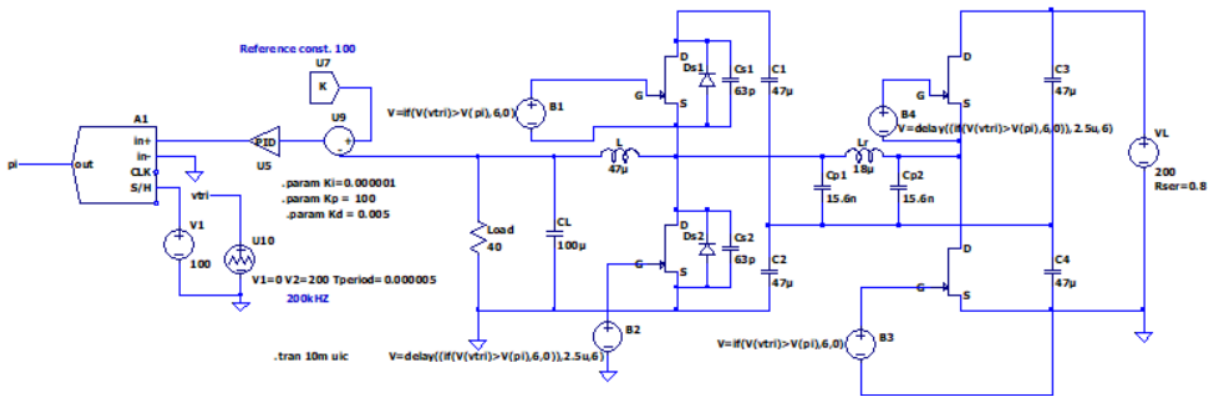 Reference const. 100
U7
K
A1
in+
in-
CLK
S/H
out
pi
PID
U5
U9
+
-
.param Ki=0.000001
.param Kp = 100
.param Kd = 0.005
vtri
V1
100
U10
V1=0 V2=200 Tperiod=0.000005
200kHZ
.tran 10m uic
V=if(V(vtri)>V(pi),6,0)
B1
D
G
S
Ds1
Cs1
63p
C1
47µ
L
47µ
Load
40
CL
100µ
D
G
S
Ds2
Cs2
63p
C2
47µ
V=delay((if(V(vtri)>V(pi),6,0)),2.5u,6)
B2
Cp1
15.6n
Lr
18µ
Cp2
15.6n
D
G
S
B4
V=delay((if(V(vtri)>V(pi),6,0)),2.5u,6)
C3
47µ
VL
200
Rser=0.8
D
G
S
C4
47µ
V=if(V(vtri)>V(pi),6,0)
B3